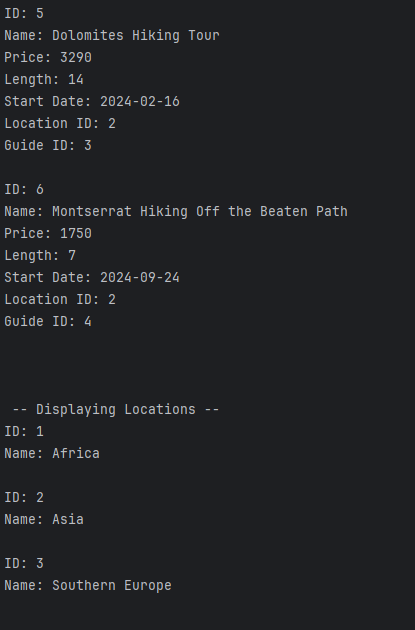 ID: 5
Name: Dolomites Hiking Tour
Price: 3290
Length: 14
Start Date: 2024-02-16
Location ID: 2
Guide ID: 3
ID: 6
Name: Montserrat Hiking Off the Beaten Path
Price: 1750
Length: 7
Start Date: 2024-09-24
Location ID: 2
Guide ID: 4
-- Displaying Locations --
ID: 1
Name: Africa
ID: 2
Name: Asia
ID: 3
Name: Southern Europe